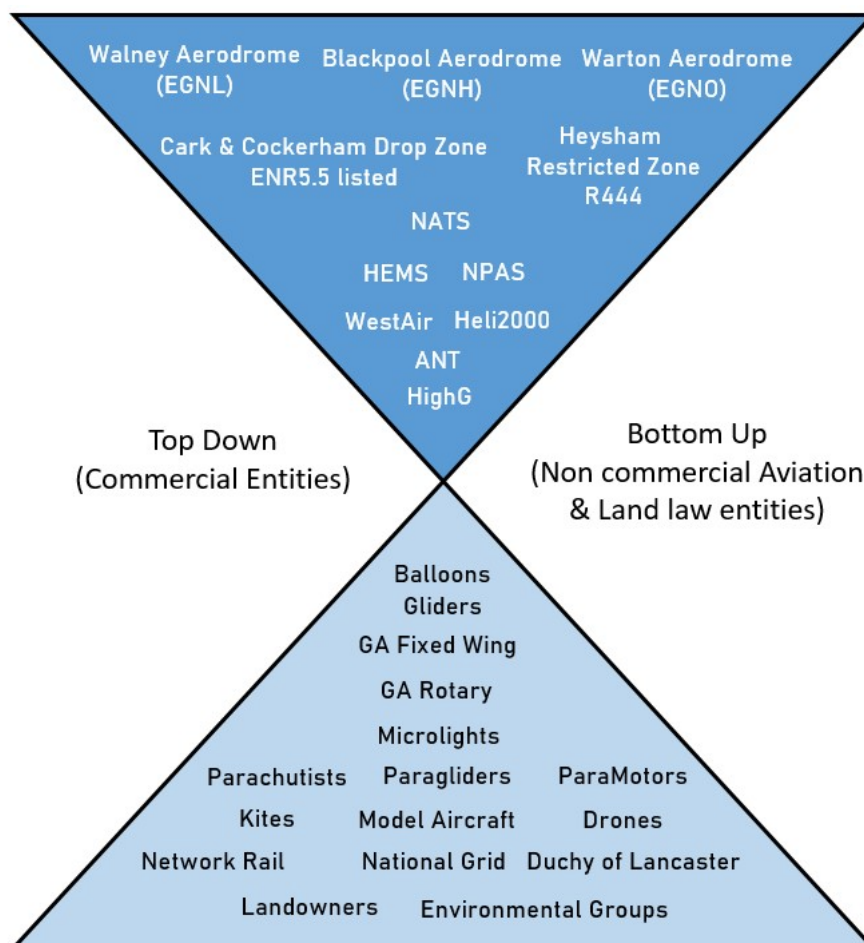 Walney Aerodrome
(EGNL)
Blackpool Aerodrome
(EGNH)
Warton Aerodrome
(EGNO)
Cark & Cockerham Drop Zone
ENR5.5 listed
Heysham
Restricted Zone
R444
NATS
HEMS NPAS
WestAir Heli2000
ANT
HighG
Top Down
(Commercial Entities)
Bottom Up
(Non commercial Aviation
& Land law entities)
Balloons
Gliders
GA Fixed Wing
GA Rotary
Microlights
Parachutists Paragliders ParaMotors
Kites Model Aircraft Drones
Network Rail National Grid Duchy of Lancaster
Landowners Environmental Groups